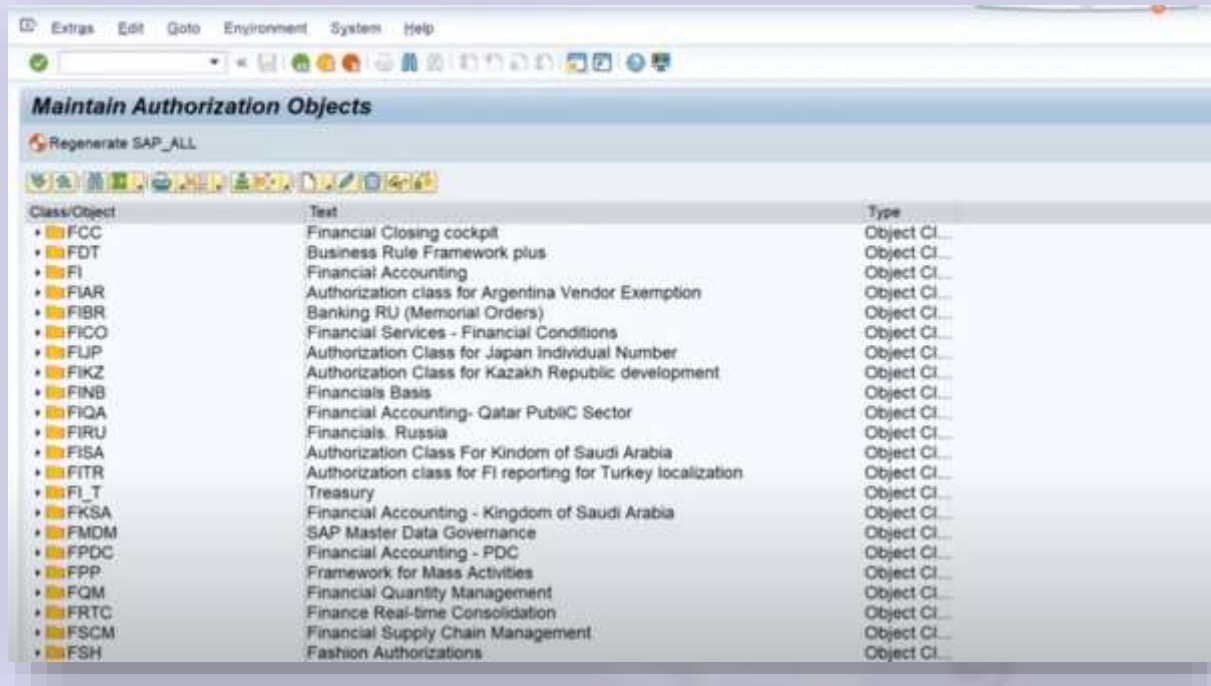 Extras Edit Goto Environment System Help
Maintain Authorization Objects
Regenerate SAP_ALL
Class/Object Text Type
FCC Financial Closing cockpit Object Cl...
FDT Business Rule Framework plus Object Cl...
FI Financial Accounting Object Cl...
FIAR Authorization class for Argentina Vendor Exemption Object Cl...
FIBR Banking RU (Memorial Orders) Object Cl...
FICO Financial Services - Financial Conditions Object Cl...
FIJP Authorization Class for Japan Individual Number Object Cl...
FIKZ Authorization Class for Kazakh Republic development Object Cl...
FINB Financials Basis Object Cl...
FIQA Financial Accounting- Qatar PubliC Sector Object Cl...
FIRU Financials. Russia Object Cl...
FISA Authorization Class For Kindom of Saudi Arabia Object Cl...
FITR Authorization class for FI reporting for Turkey localization Object Cl...
FI_T Treasury Object Cl...
FKSA Financial Accounting - Kingdom of Saudi Arabia Object Cl...
FMDM SAP Master Data Governance Object Cl...
FPDC Financial Accounting - PDC Object Cl...
FPP Framework for Mass Activities Object Cl...
FQM Financial Quantity Management Object Cl...
FRTC Finance Real-time Consolidation Object Cl...
FSCM Financial Supply Chain Management Object Cl...
FSH Fashion Authorizations Object Cl...